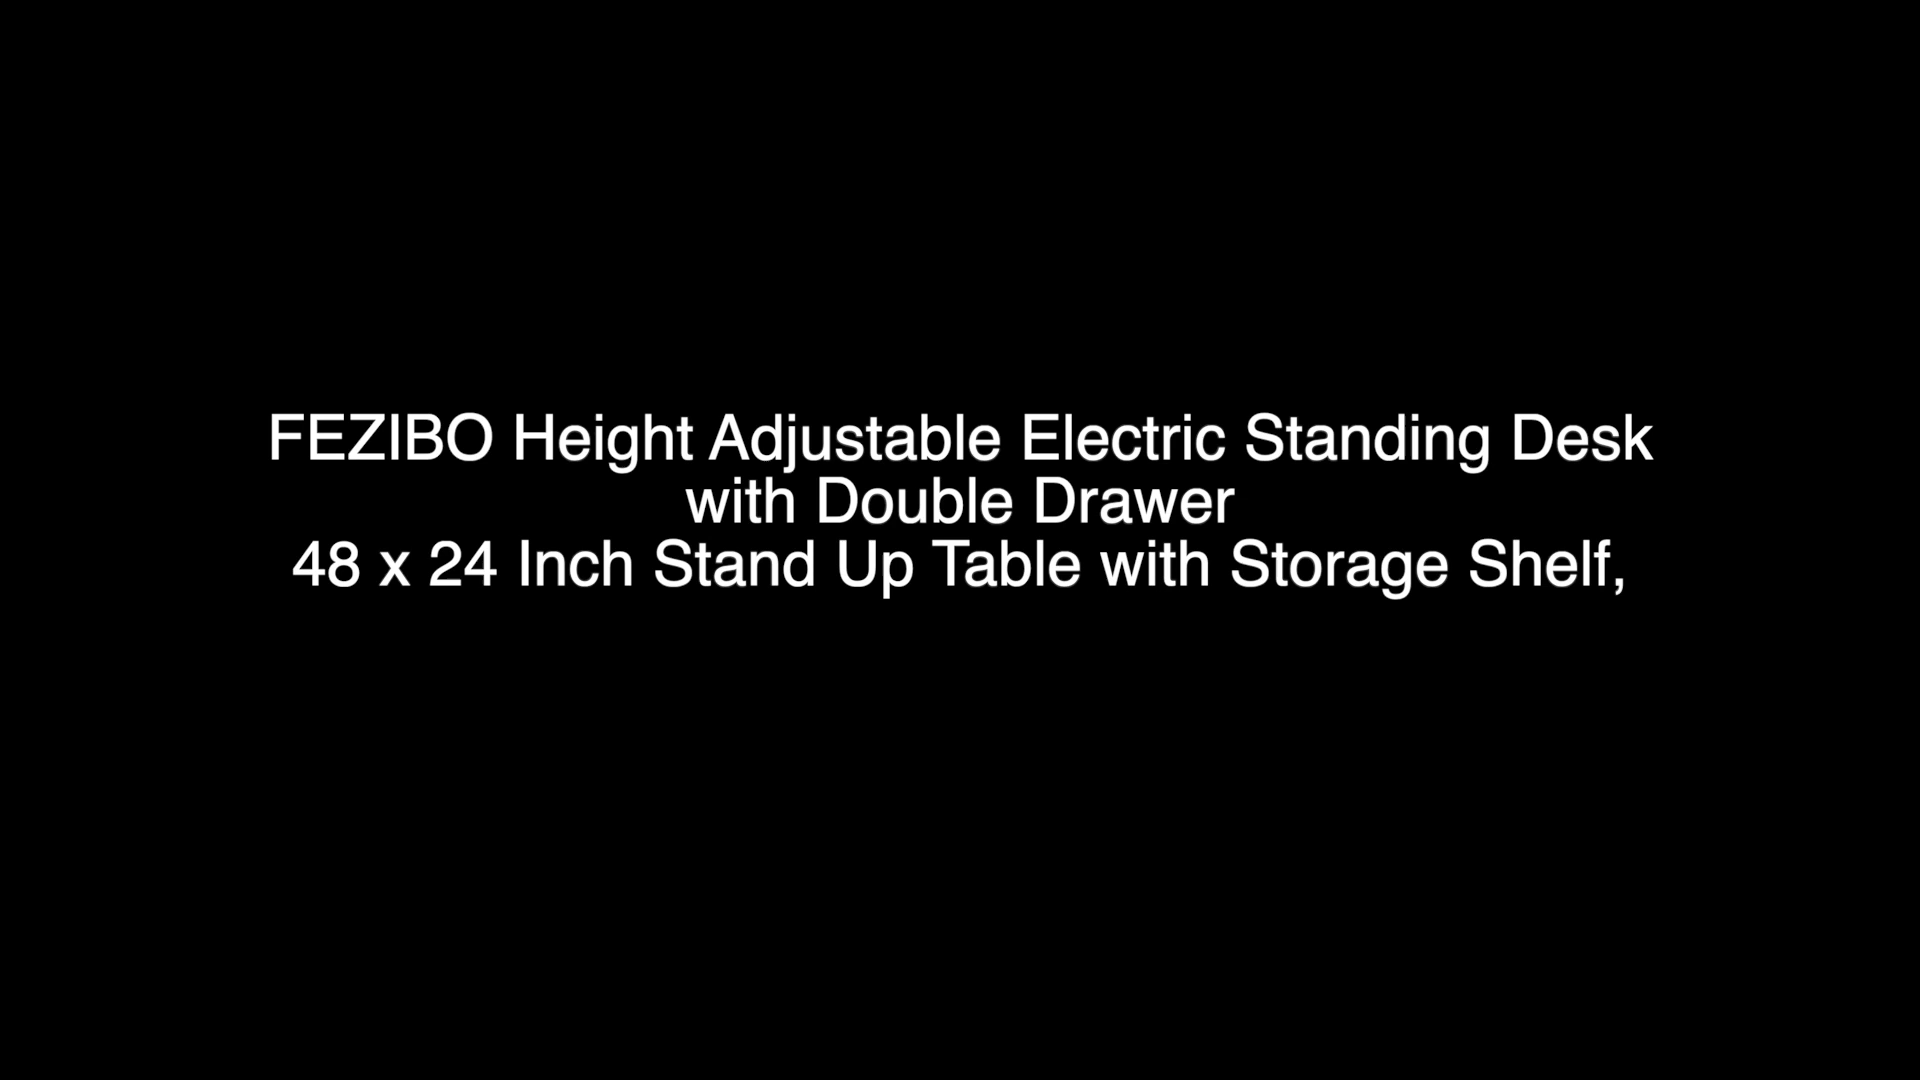 FEZIBO Height Adjustable Electric Standing Desk
with Double Drawer
48 x 24 Inch Stand Up Table with Storage Shelf,